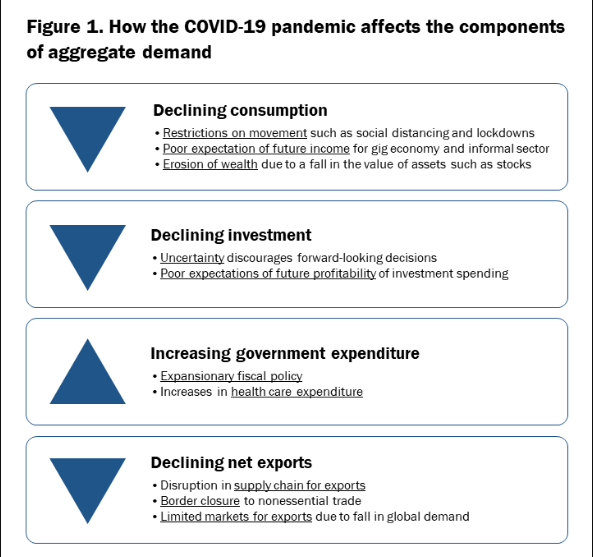 Figure 1. How the COVID-19 pandemic affects the components
of aggregate demand
Declining consumption
• Restrictions on movement such as social distancing and lockdowns
• Poor expectation of future income for gig economy and informal sector
• Erosion of wealth due to a fall in the value of assets such as stocks
Declining investment
• Uncertainty discourages forward-looking decisions
• Poor expectations of future profitability of investment spending
Increasing government expenditure
• Expansionary fiscal policy
• Increases in health care expenditure
Declining net exports
• Disruption in supply chain for exports
• Border closure to nonessential trade
• Limited markets for exports due to fall in global demand